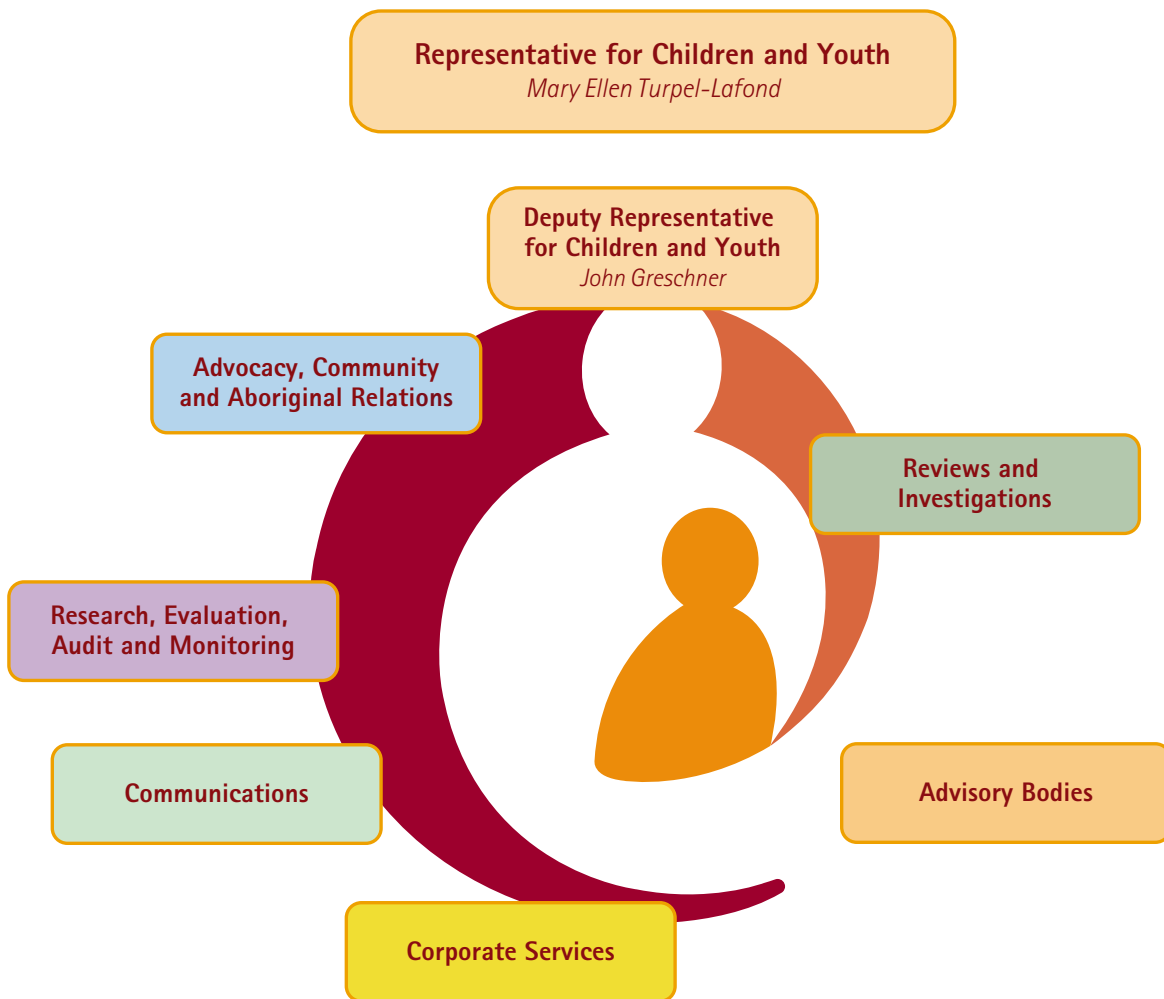 Representative for Children and Youth
Mary Ellen Turpel-Lafond
Deputy Representative
for Children and Youth
John Greschner
Advocacy, Community
and Aboriginal Relations
Reviews and
Investigations
Research, Evaluation,
Audit and Monitoring
Communications
Advisory Bodies
Corporate Services